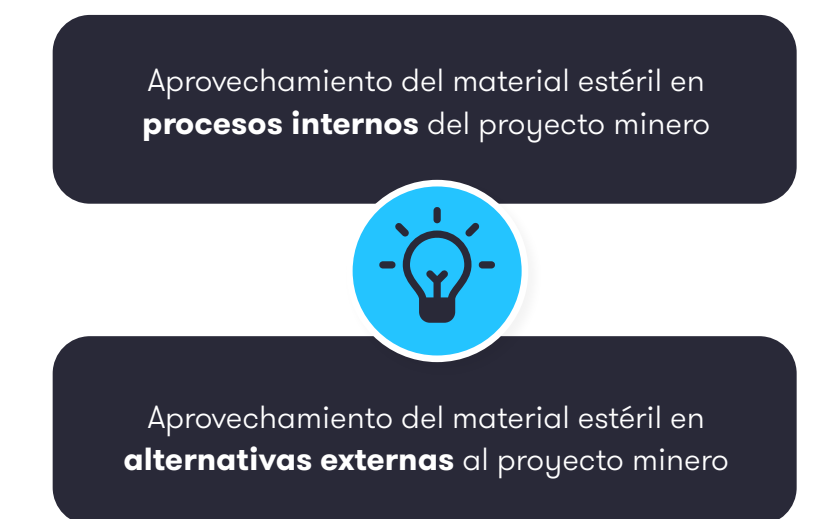 Aprovechamiento del material estéril en
procesos internos del proyecto minero
Aprovechamiento del material estéril en
alternativas externas al proyecto minero